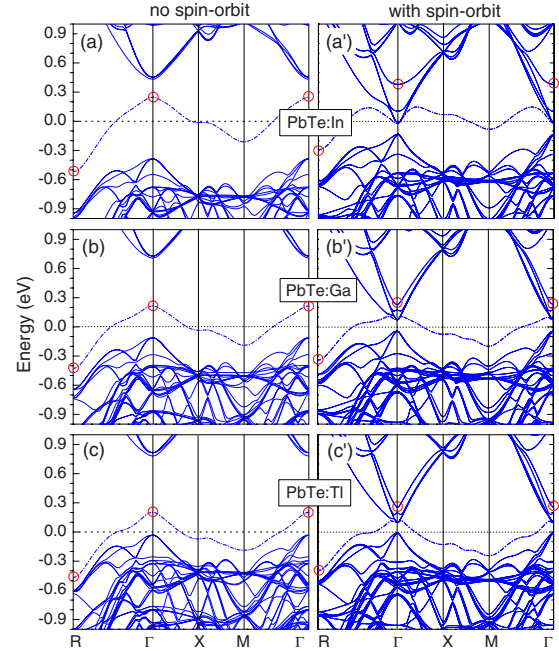 no spin-orbit
with spin-orbit
Energy (eV)
(a)
0.9
0.6
0.3
0.0
-0.3
-0.6
-0.9
(a')
PbTe:In
(b)
0.9
0.6
0.3
0.0
-0.3
-0.6
-0.9
(b')
PbTe:Ga
(c)
0.9
0.6
0.3
0.0
-0.3
-0.6
-0.9
(c')
PbTe:Tl
R Γ X M Γ R Γ X M Γ